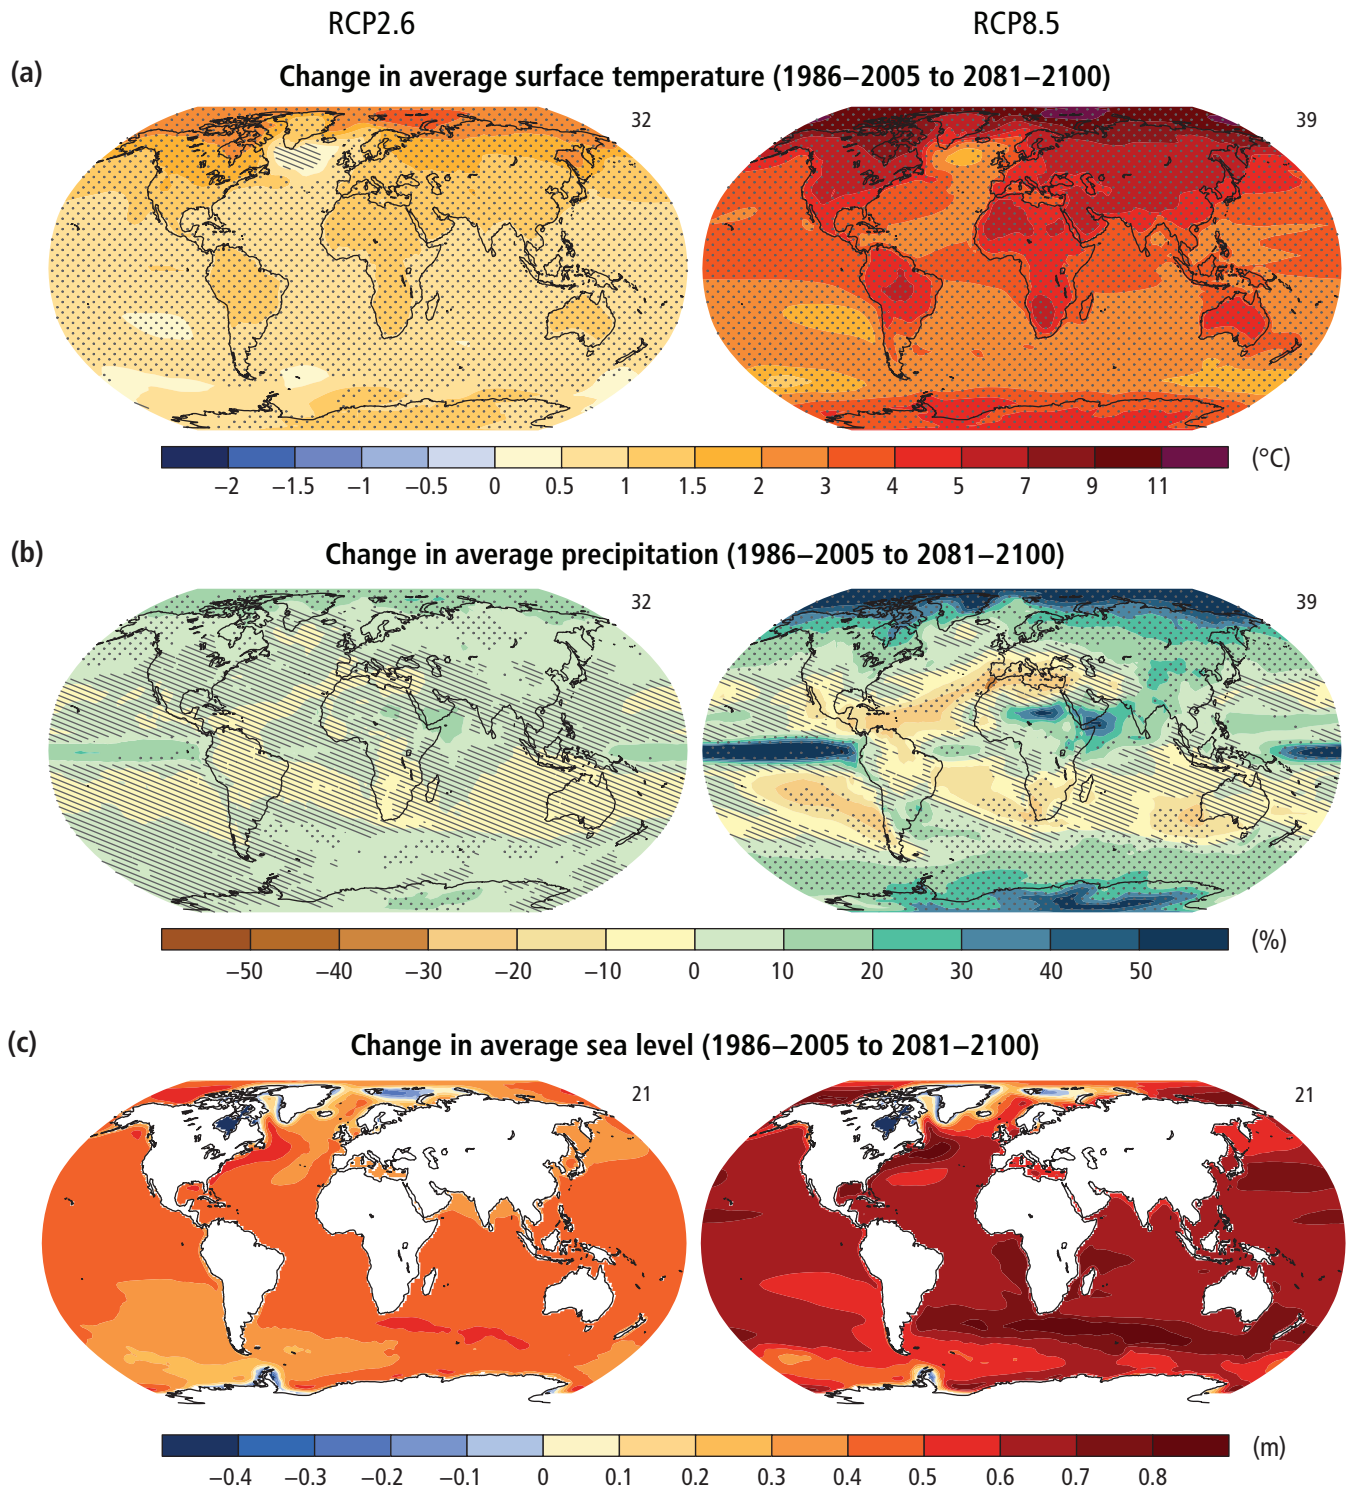 RCP2.6 RCP8.5
(a) Change in average surface temperature (1986–2005 to 2081–2100)
32 39
−2 −1.5 −1 −0.5 0 0.5 1 1.5 2 3 4 5 7 9 11 (°C)
(b) Change in average precipitation (1986–2005 to 2081–2100)
32 39
−50 −40 −30 −20 −10 0 10 20 30 40 50 (%)
(c) Change in average sea level (1986–2005 to 2081–2100)
21 21
−0.4 −0.3 −0.2 −0.1 0 0.1 0.2 0.3 0.4 0.5 0.6 0.7 0.8 (m)